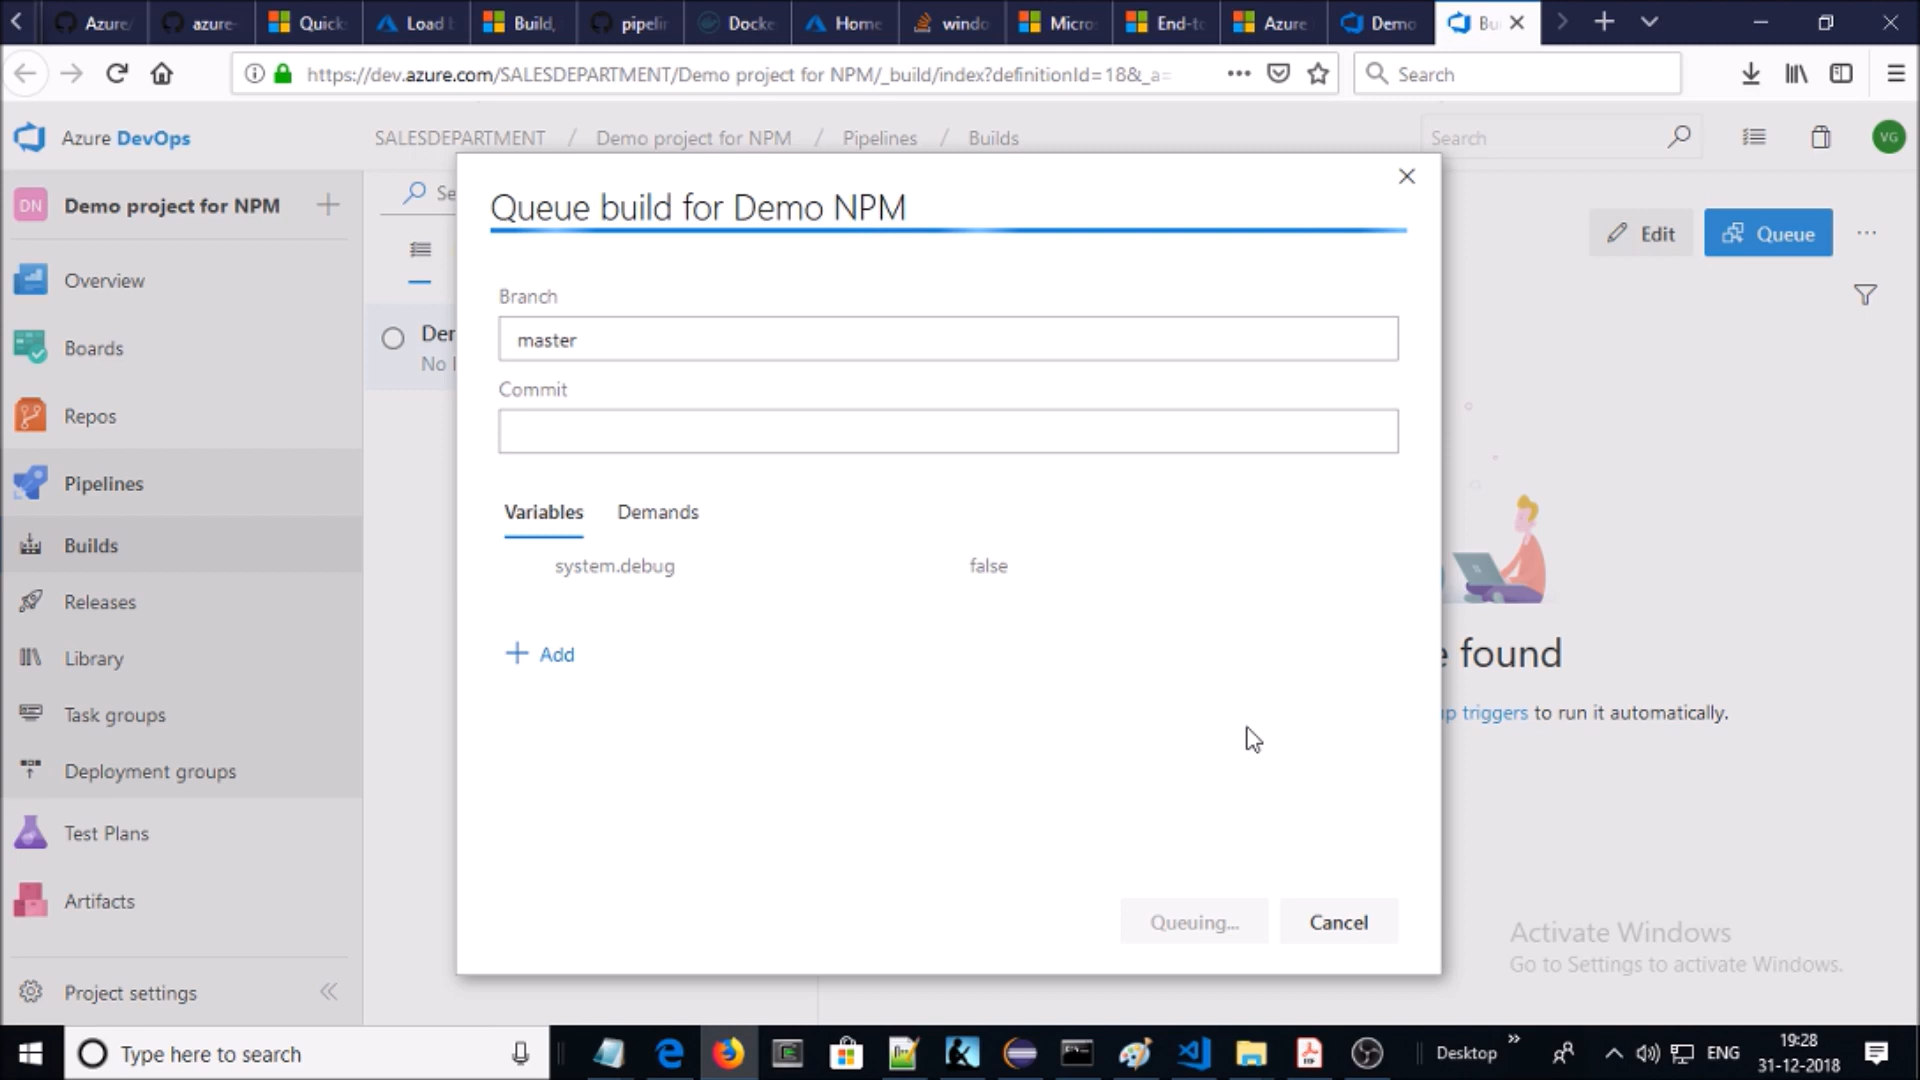 Azure/
azure-
Quick
Load b
Build,
pipelin
Docke
Home
windo
Micro
End-to
Azure
Demo
Bu
https://dev.azure.com/SALESDEPARTMENT/Demo project for NPM/_build/index?definitionId=18&_a=
Search
Azure DevOps
SALESDEPARTMENT / Demo project for NPM / Pipelines / Builds
Search
VG
DN
Demo project for NPM
Overview
Boards
Repos
Pipelines
Builds
Releases
Library
Task groups
Deployment groups
Test Plans
Artifacts
Project settings
Se
Der
No
Queue build for Demo NPM
Branch
master
Commit
Variables
Demands
system.debug
false
Add
Queuing...
Cancel
Edit
Queue
e found
up triggers to run it automatically.
Activate Windows
Go to Settings to activate Windows.
Type here to search
Desktop
ENG
19:28
31-12-2018